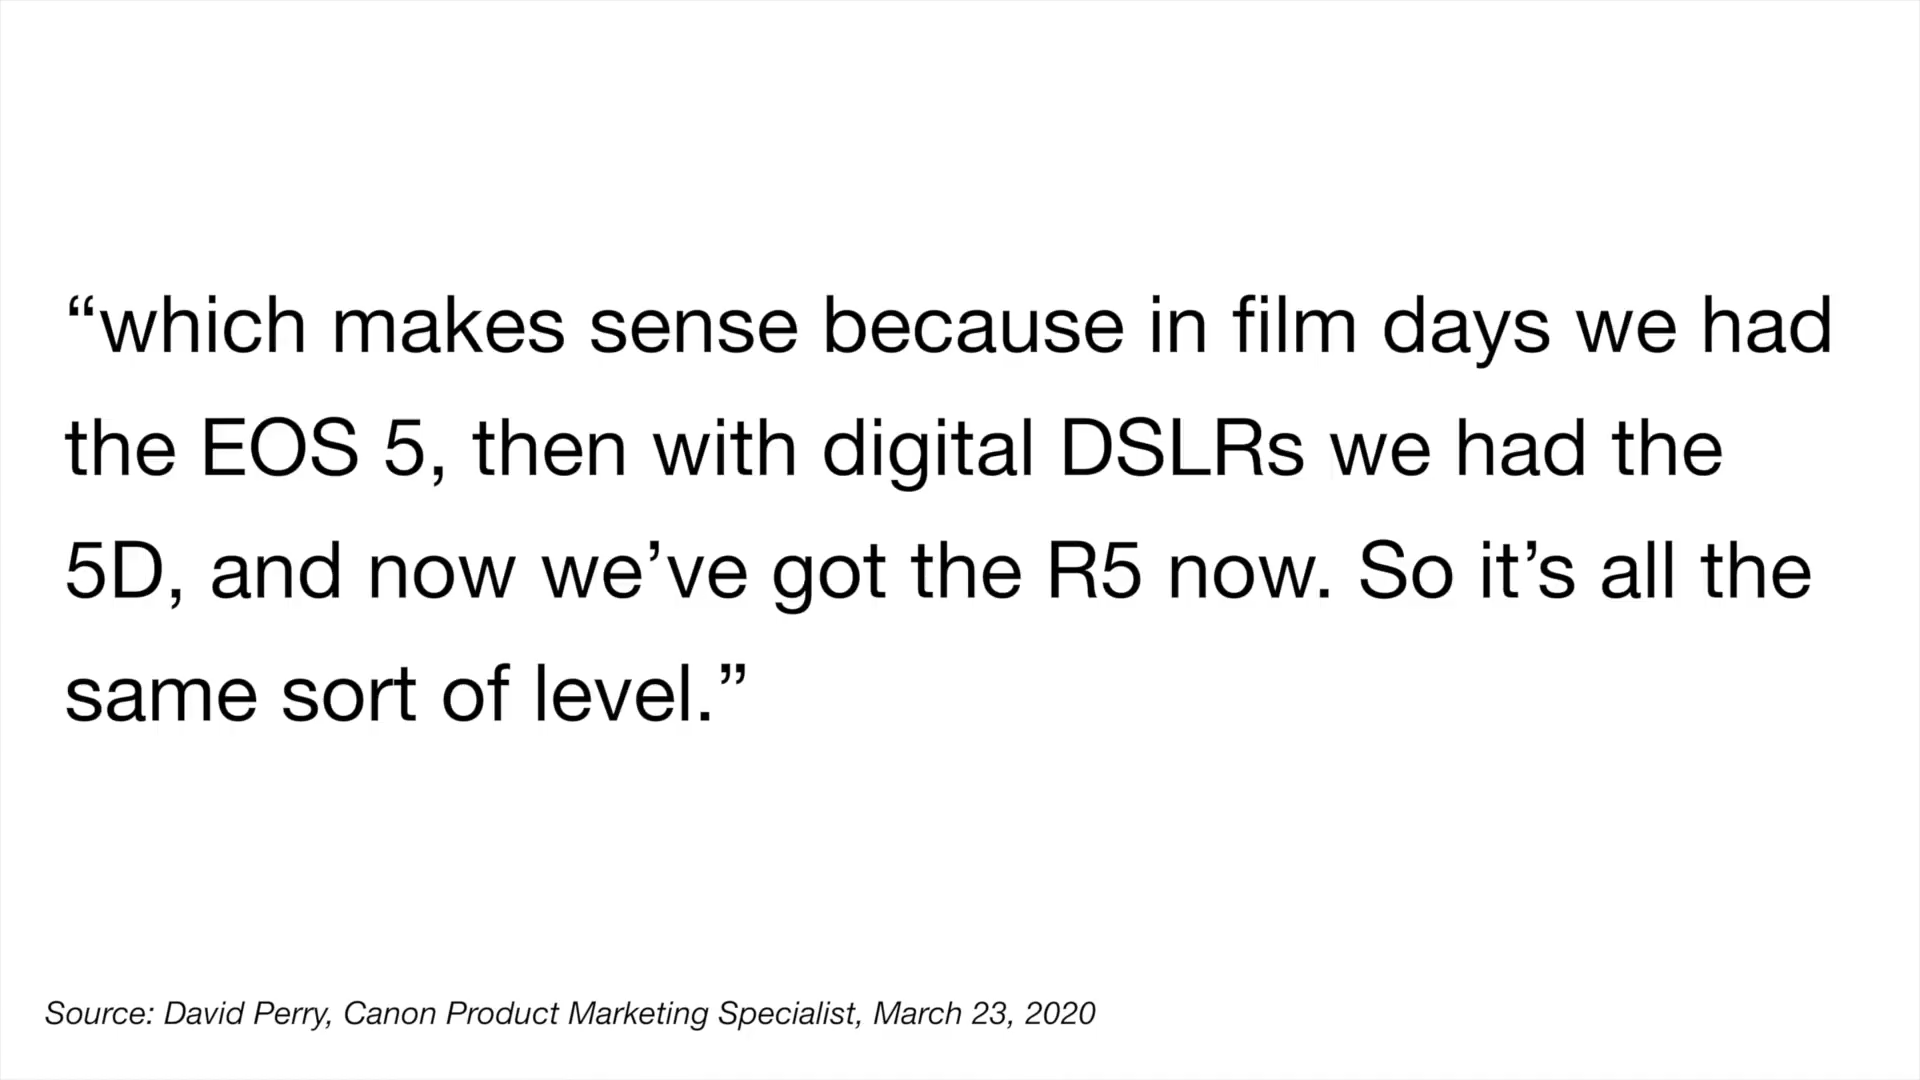 “which makes sense because in film days we had
the EOS 5, then with digital DSLRs we had the
5D, and now we’ve got the R5 now. So it’s all the
same sort of level.”
Source: David Perry, Canon Product Marketing Specialist, March 23, 2020